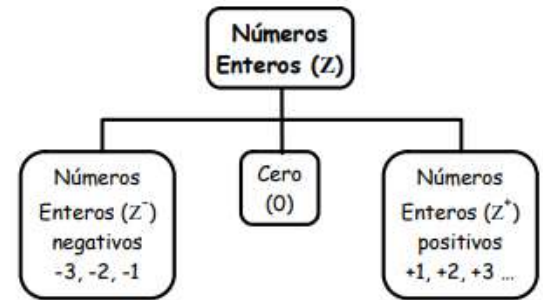 Números
Enteros (Z)
Números
Enteros (Z⁻)
negativos
-3, -2, -1
Cero
(0)
Números
Enteros (Z⁺)
positivos
+1, +2, +3 ...